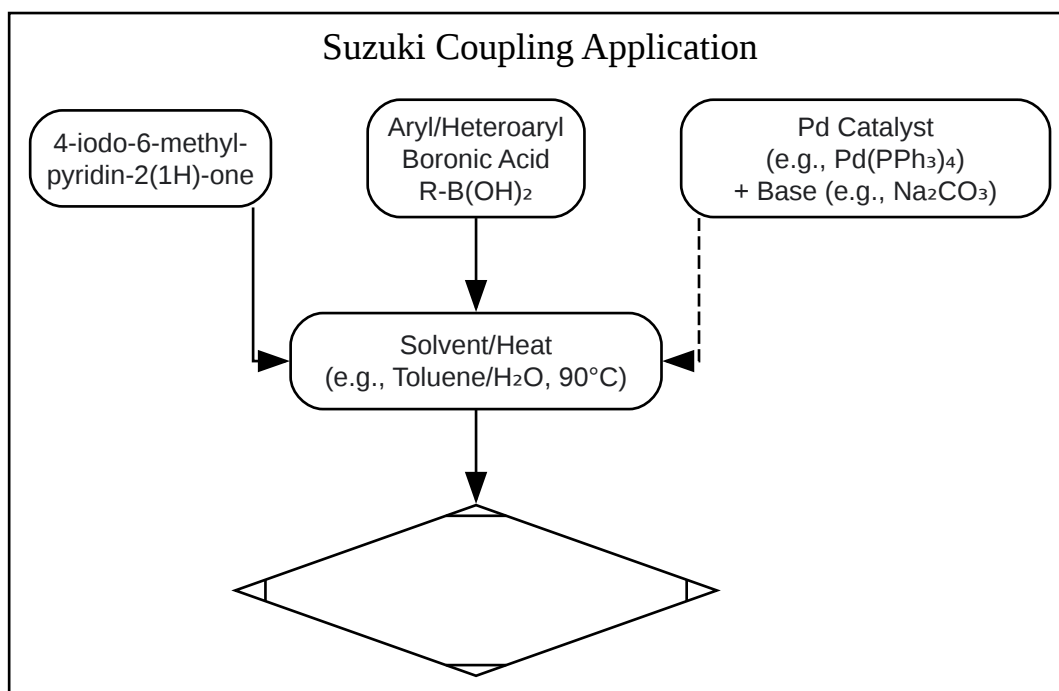 Suzuki Coupling Application
4-iodo-6-methyl-
pyridin-2(1H)-one
Aryl/Heteroaryl
Boronic Acid
R-B(OH)₂
Pd Catalyst
(e.g., Pd(PPh₃)₄)
+ Base (e.g., Na₂CO₃)
Solvent/Heat
(e.g., Toluene/H₂O, 90°C)